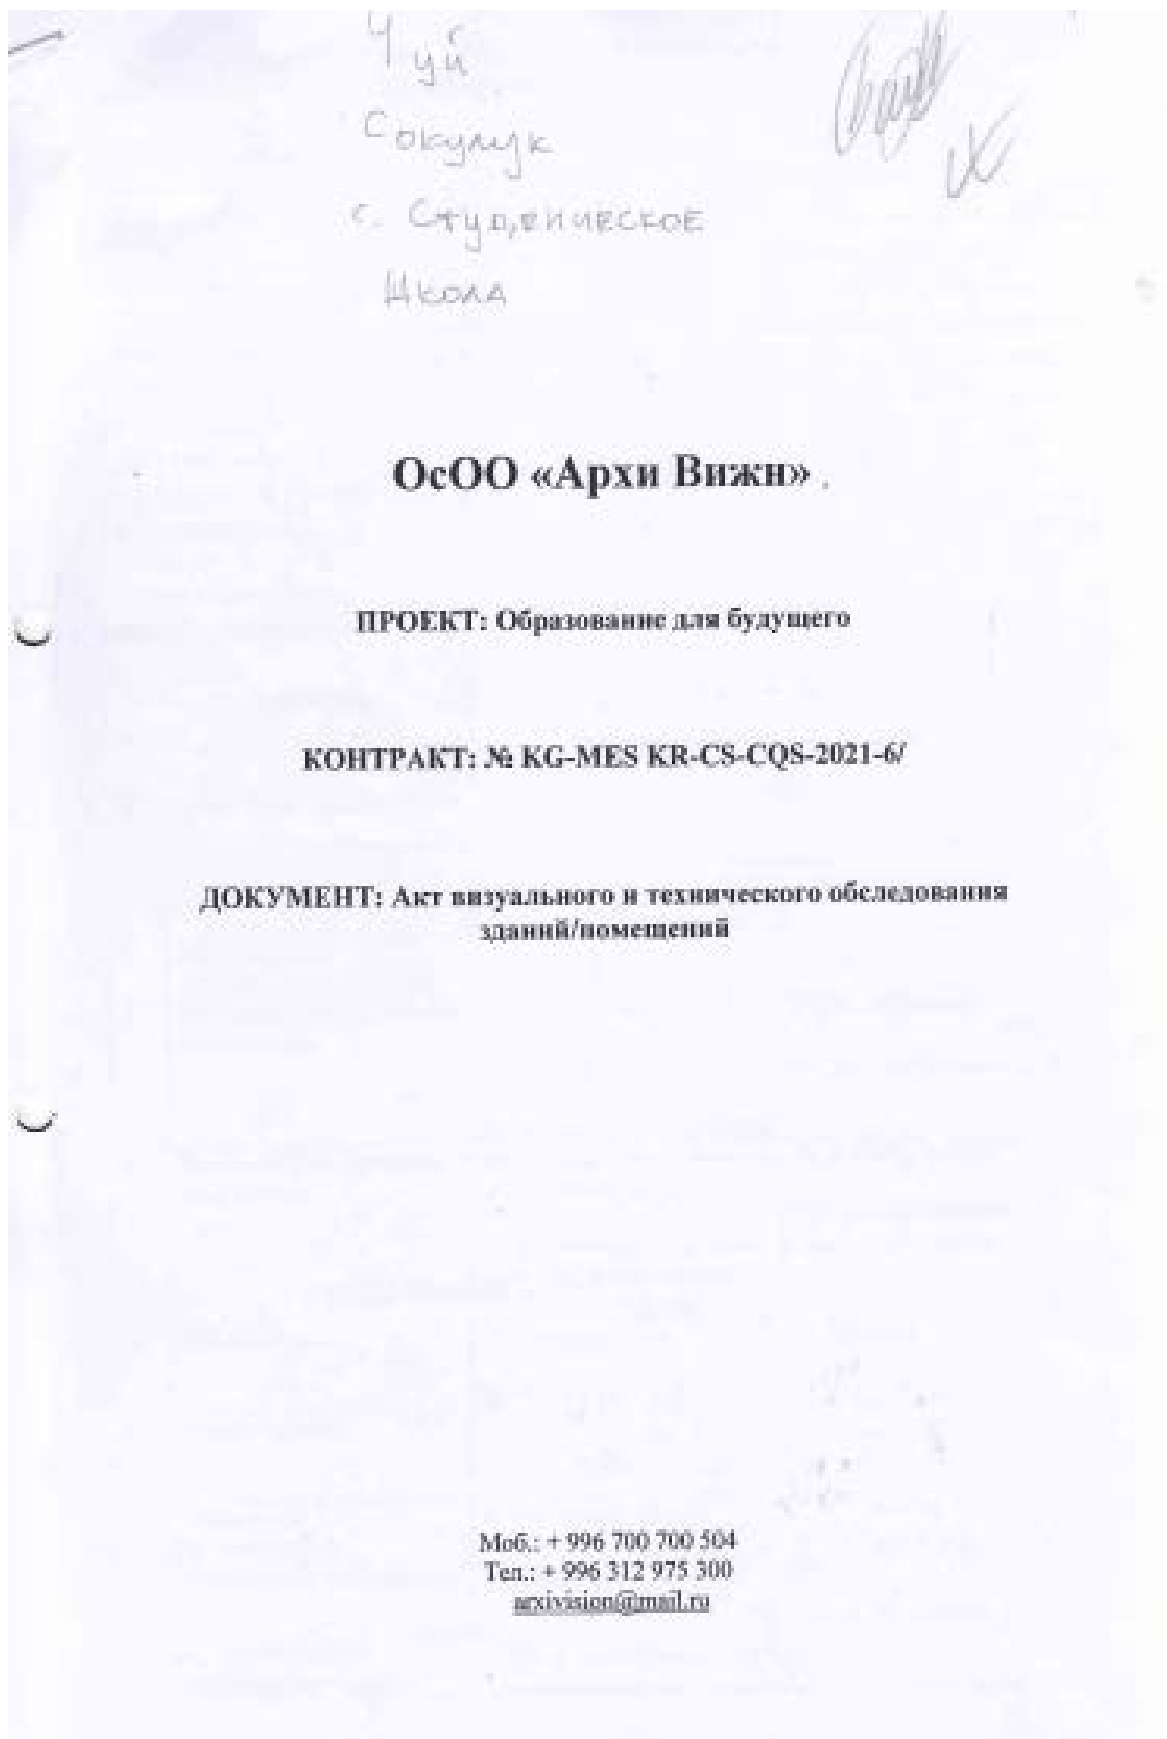 Чуй
Сокулук
с. Студенческое
Школа
ОсОО «Архи Вижн»
ПРОЕКТ: Образование для будущего
КОНТРАКТ: № KG-MES KR-CS-CQS-2021-6/
ДОКУМЕНТ: Акт визуального и технического обследования
зданий/помещений
Моб.: + 996 700 700 504
Тел.: + 996 312 975 300
arxivision@mail.ru